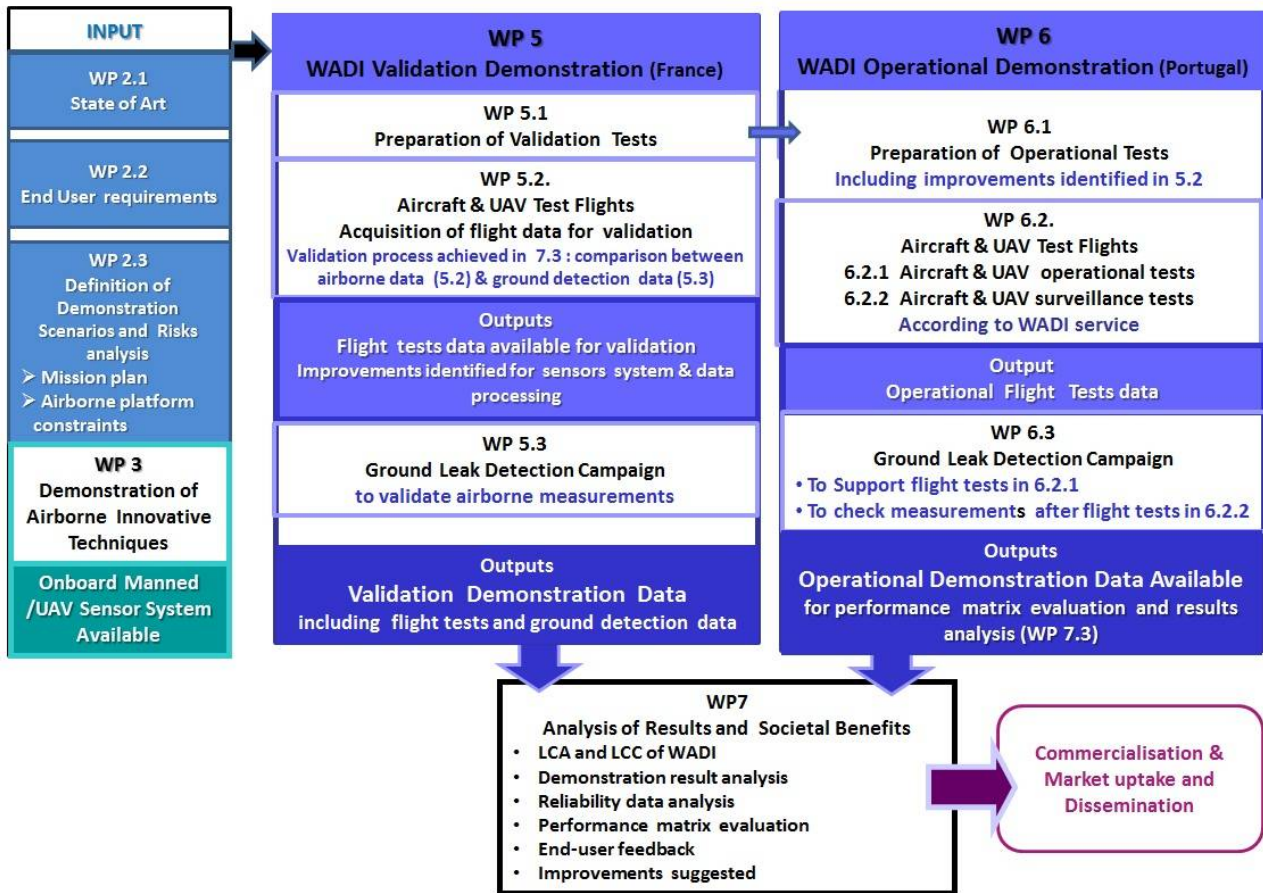 INPUT
WP 2.1
State of Art
WP 2.2
End User requirements
WP 2.3
Definition of
Demonstration
Scenarios and Risks
analysis
➢ Mission plan
➢ Airborne platform
constraints
WP 3
Demonstration of
Airborne Innovative
Techniques
Onboard Manned
/UAV Sensor System
Available
WP 5
WADI Validation Demonstration (France)
WP 5.1
Preparation of Validation Tests
WP 5.2.
Aircraft & UAV Test Flights
Acquisition of flight data for validation
Validation process achieved in 7.3 : comparison between
airborne data (5.2) & ground detection data (5.3)
Outputs
Flight tests data available for validation
Improvements identified for sensors system & data
processing
WP 5.3
Ground Leak Detection Campaign
to validate airborne measurements
Outputs
Validation Demonstration Data
including flight tests and ground detection data
WP 6
WADI Operational Demonstration (Portugal)
WP 6.1
Preparation of Operational Tests
Including improvements identified in 5.2
WP 6.2.
Aircraft & UAV Test Flights
6.2.1 Aircraft & UAV operational tests
6.2.2 Aircraft & UAV surveillance tests
According to WADI service
Output
Operational Flight Tests data
WP 6.3
Ground Leak Detection Campaign
• To Support flight tests in 6.2.1
• To check measurements after flight tests in 6.2.2
Outputs
Operational Demonstration Data Available
for performance matrix evaluation and results
analysis (WP 7.3)
WP7
Analysis of Results and Societal Benefits
• LCA and LCC of WADI
• Demonstration result analysis
• Reliability data analysis
• Performance matrix evaluation
• End-user feedback
• Improvements suggested
Commercialisation &
Market uptake and
Dissemination